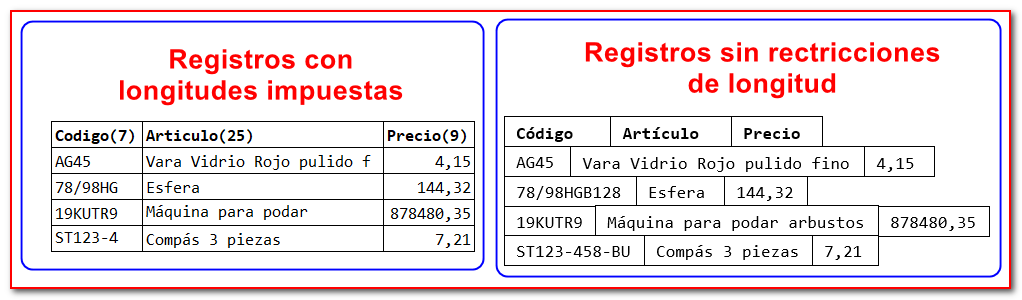 Registros con
longitudes impuestas
Codigo(7) Articulo(25) Precio(9)
AG45 Vara Vidrio Rojo pulido f 4,15
78/98HG Esfera 144,32
19KUTR9 Máquina para podar 878480,35
ST123-4 Compás 3 piezas 7,21
Registros sin rectricciones
de longitud
Código Artículo Precio
AG45 Vara Vidrio Rojo pulido fino 4,15
78/98HGB128 Esfera 144,32
19KUTR9 Máquina para podar arbustos 878480,35
ST123-458-BU Compás 3 piezas 7,21